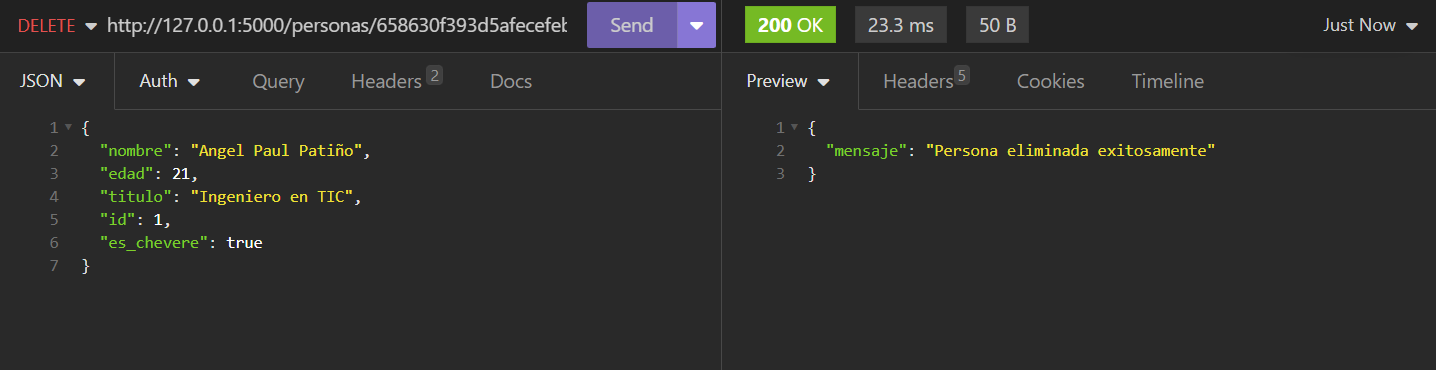 DELETE http://127.0.0.1:5000/personas/658630f393d5afecefeb Send
200 OK 23.3 ms 50 B Just Now
JSON Auth Query Headers 2 Docs
Preview Headers 5 Cookies Timeline
1 {
2 "nombre": "Angel Paul Patiño",
3 "edad": 21,
4 "titulo": "Ingeniero en TIC",
5 "id": 1,
6 "es_chevere": true
7 }
1 {
2 "mensaje": "Persona eliminada exitosamente"
3 }